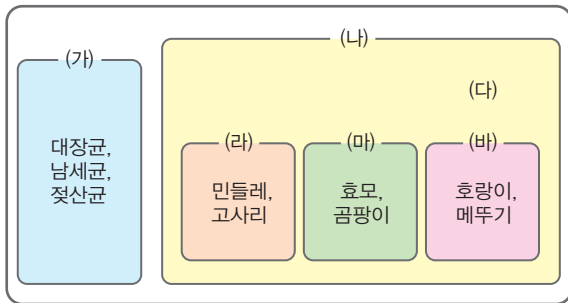 (가)
대장균,
남세균,
젖산균
(나)
(다)
(라)
민들레,
고사리
(마)
효모,
곰팡이
(바)
호랑이,
메뚜기